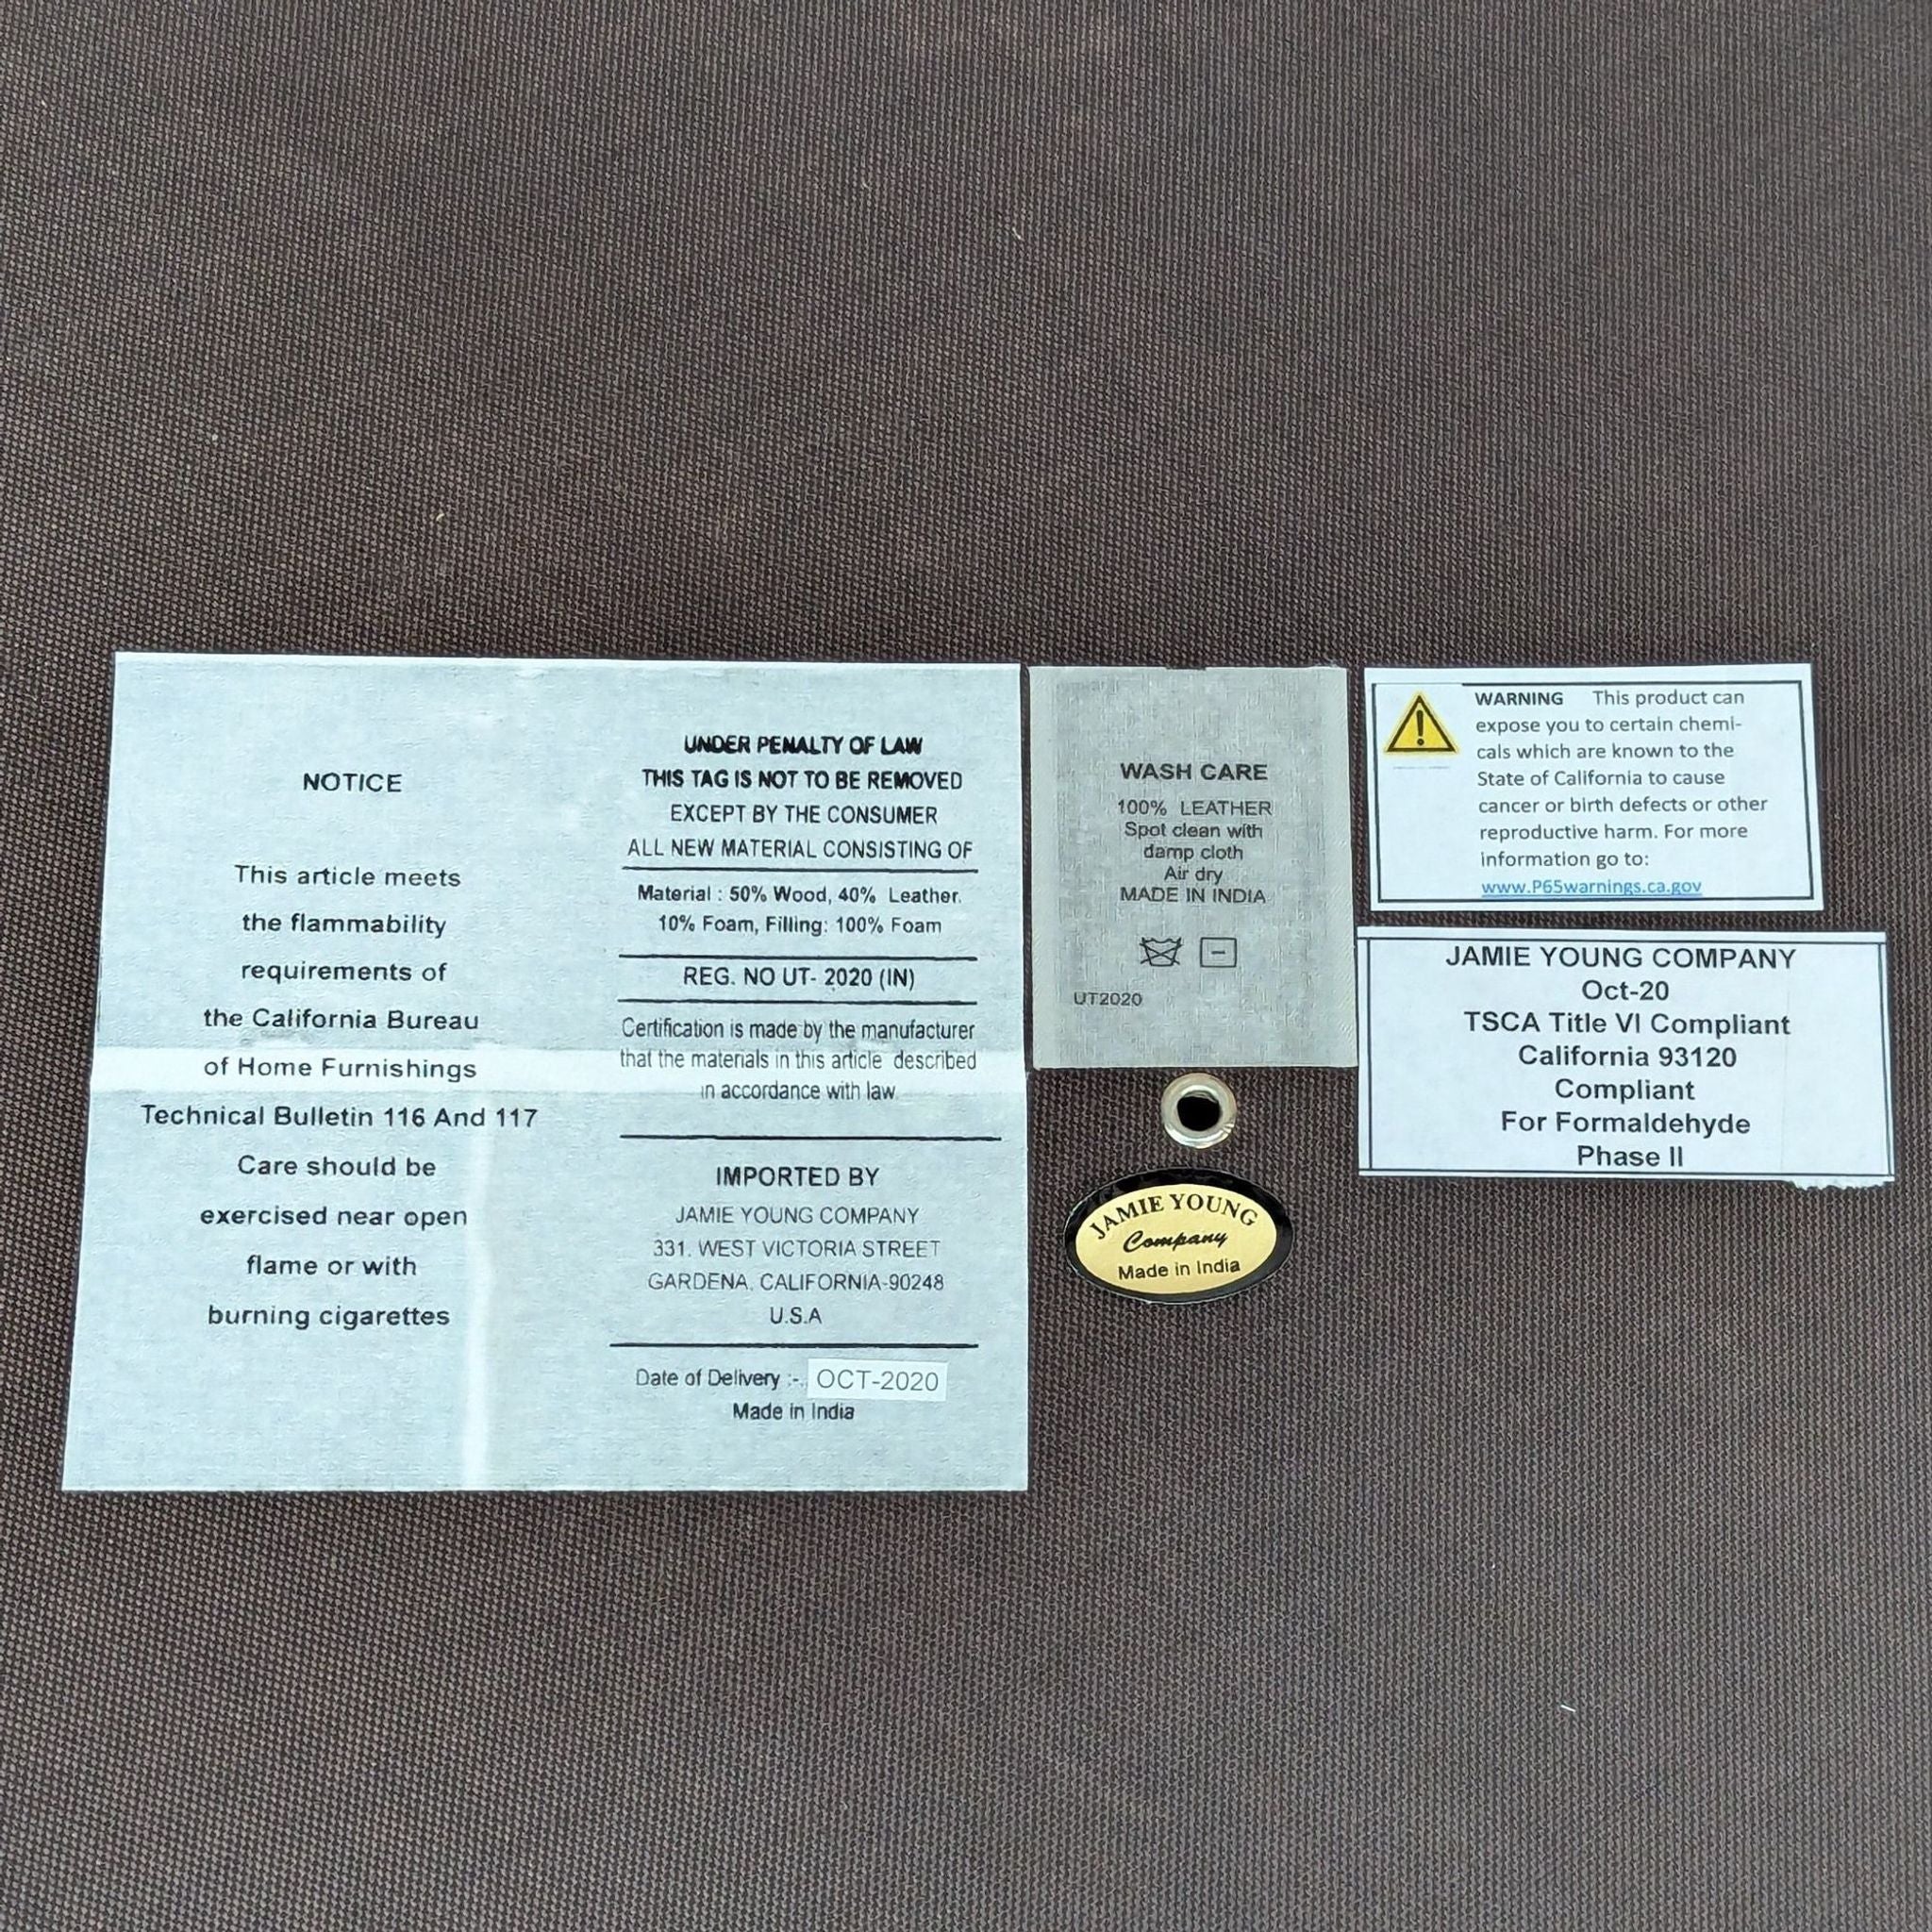 NOTICE
This article meets
the flammability
requirements of
the California Bureau
of Home Furnishings
Technical Bulletin 116 And 117
Care should be
exercised near open
flame or with
burning cigarettes
UNDER PENALTY OF LAW
THIS TAG IS NOT TO BE REMOVED
EXCEPT BY THE CONSUMER
ALL NEW MATERIAL CONSISTING OF
Material : 50% Wood, 40% Leather.
10% Foam, Filling: 100% Foam
REG. NO UT- 2020 (IN)
Certification is made by the manufacturer
that the materials in this article described
in accordance with law.
IMPORTED BY
JAMIE YOUNG COMPANY
331. WEST VICTORIA STREET
GARDENA, CALIFORNIA-90248
U.S.A
Date of Delivery :-. OCT-2020
Made in India
WASH CARE
100% LEATHER
Spot clean with
damp cloth
Air dry
MADE IN INDIA
UT2020
JAMIE YOUNG
Company
Made in India
WARNING This product can
expose you to certain chemi-
cals which are known to the
State of California to cause
cancer or birth defects or other
reproductive harm. For more
information go to:
www.P65warnings.ca.gov
JAMIE YOUNG COMPANY
Oct-20
TSCA Title VI Compliant
California 93120
Compliant
For Formaldehyde
Phase II